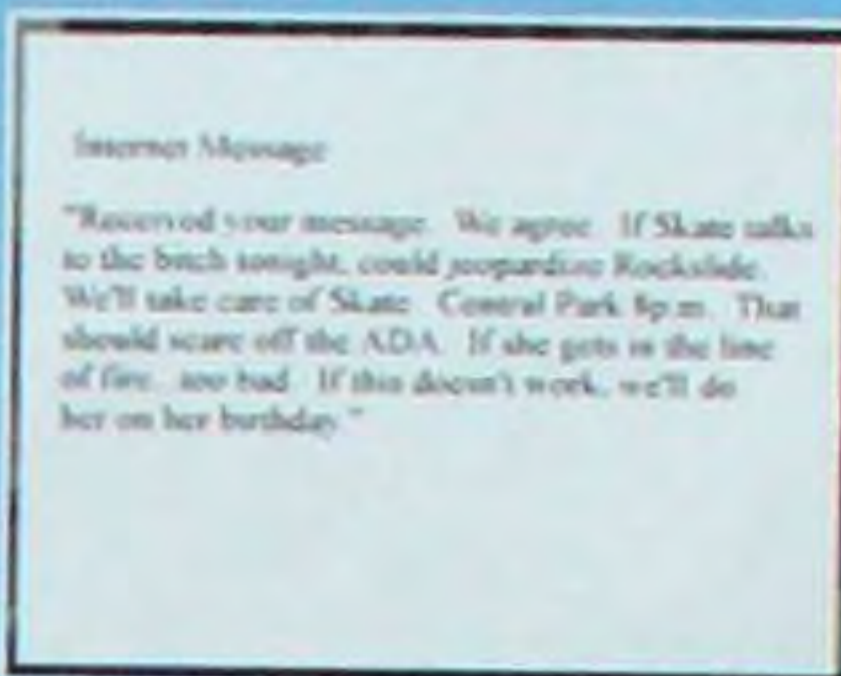 Internet Message
"Received your message. We agree. If Skate talks
to the bitch tonight, could jeopardize Rockslide.
We'll take care of Skate. Central Park 8p.m. That
should scare off the ADA. If she gets in the line
of fire...too bad. If this doesn't work, we'll do
her on her birthday."